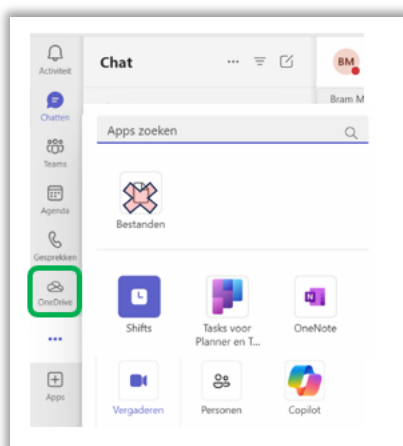 Activiteit
Chat
BM
Chatten
Bram M
Apps zoeken
Teams
Bestanden
Agenda
Gesprekken
OneDrive
Shifts
Tasks voor
Planner en T...
OneNote
Apps
Vergaderen
Personen
Copilot